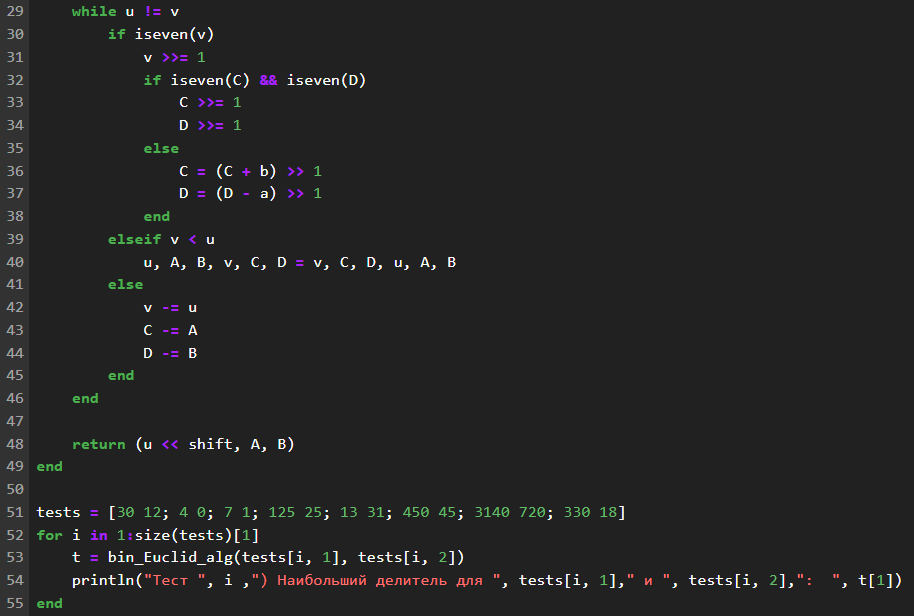 29 while u != v
30 if iseven(v)
31 v >>= 1
32 if iseven(C) && iseven(D)
33 C >>= 1
34 D >>= 1
35 else
36 C = (C + b) >> 1
37 D = (D - a) >> 1
38 end
39 elseif v < u
40 u, A, B, v, C, D = v, C, D, u, A, B
41 else
42 v -= u
43 C -= A
44 D -= B
45 end
46 end
47
48 return (u << shift, A, B)
49 end
50
51 tests = [30 12; 4 0; 7 1; 125 25; 13 31; 450 45; 3140 720; 330 18]
52 for i in 1:size(tests)[1]
53 t = bin_Euclid_alg(tests[i, 1], tests[i, 2])
54 println("Тест ", i ,") Наибольший делитель для ", tests[i, 1]," и ", tests[i, 2],":  ", t[1])
55 end